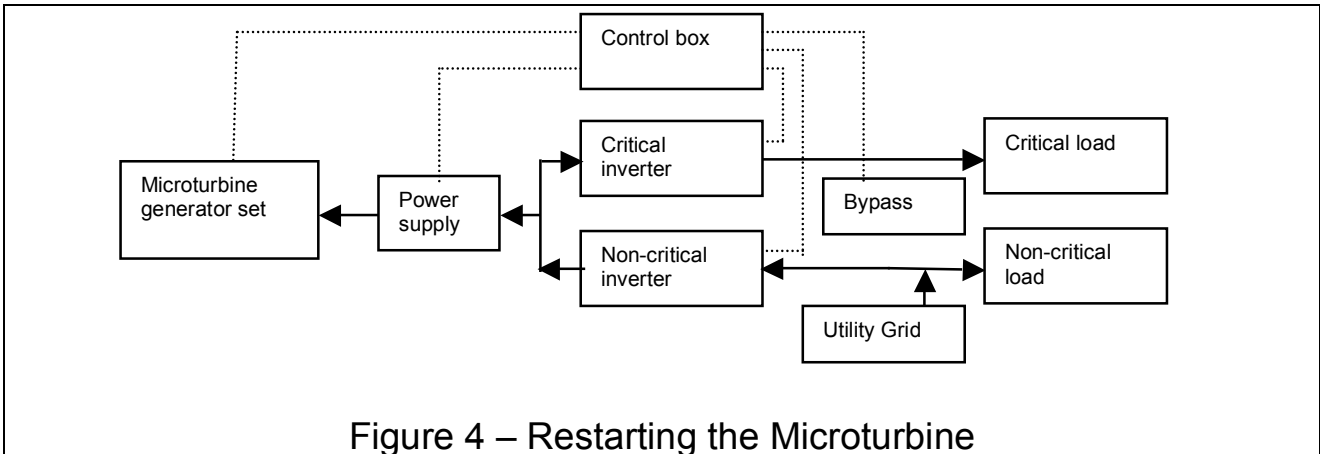 Control box
Critical
inverter
Critical load
Microturbine
generator set
Power
supply
Bypass
Non-critical
inverter
Non-critical
load
Utility Grid
Figure 4 – Restarting the Microturbine